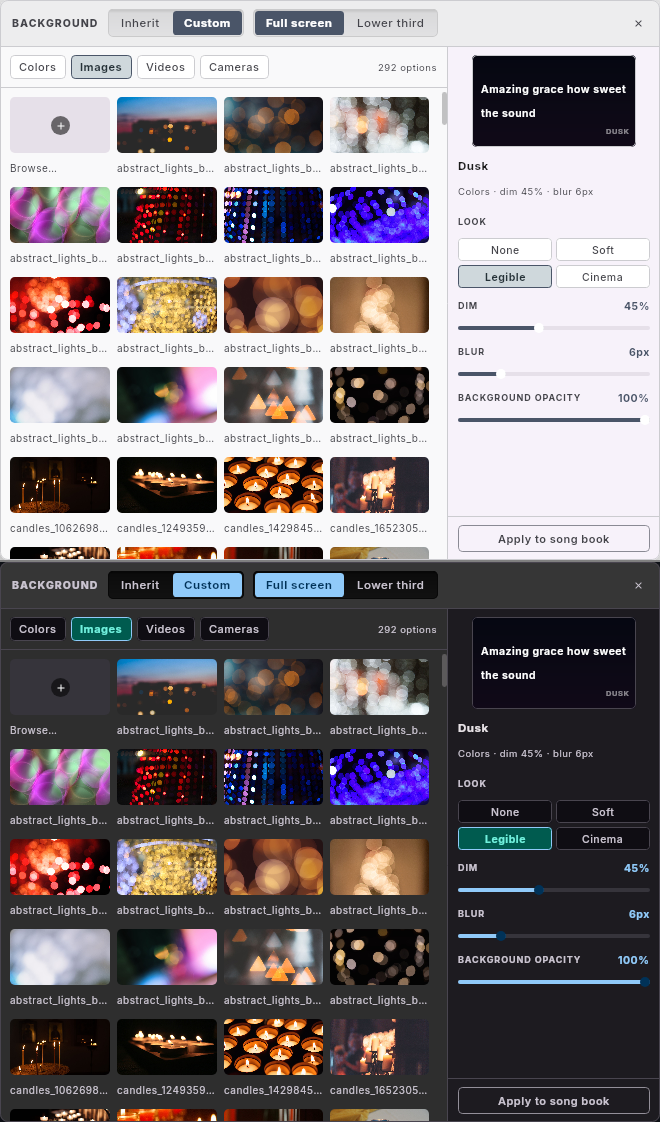 BACKGROUND Inherit Custom Full screen Lower third ×
Colors Images Videos Cameras 292 options
Browse... abstract_lights_b... abstract_lights_b... abstract_lights_b...
abstract_lights_b... abstract_lights_b... abstract_lights_b... abstract_lights_b...
abstract_lights_b... abstract_lights_b... abstract_lights_b... abstract_lights_b...
abstract_lights_b... abstract_lights_b... abstract_lights_b... abstract_lights_b...
candles_1062698... candles_1249359... candles_1429845... candles_1652305...
Amazing grace how sweet
the sound
DUSK
Dusk
Colors · dim 45% · blur 6px
LOOK
None Soft
Legible Cinema
DIM 45%
BLUR 6px
BACKGROUND OPACITY 100%
Apply to song book
BACKGROUND Inherit Custom Full screen Lower third ×
Colors Images Videos Cameras 292 options
Browse... abstract_lights_b... abstract_lights_b... abstract_lights_b...
abstract_lights_b... abstract_lights_b... abstract_lights_b... abstract_lights_b...
abstract_lights_b... abstract_lights_b... abstract_lights_b... abstract_lights_b...
abstract_lights_b... abstract_lights_b... abstract_lights_b... abstract_lights_b...
candles_1062698... candles_1249359... candles_1429845... candles_1652305...
Amazing grace how sweet
the sound
DUSK
Dusk
Colors · dim 45% · blur 6px
LOOK
None Soft
Legible Cinema
DIM 45%
BLUR 6px
BACKGROUND OPACITY 100%
Apply to song book